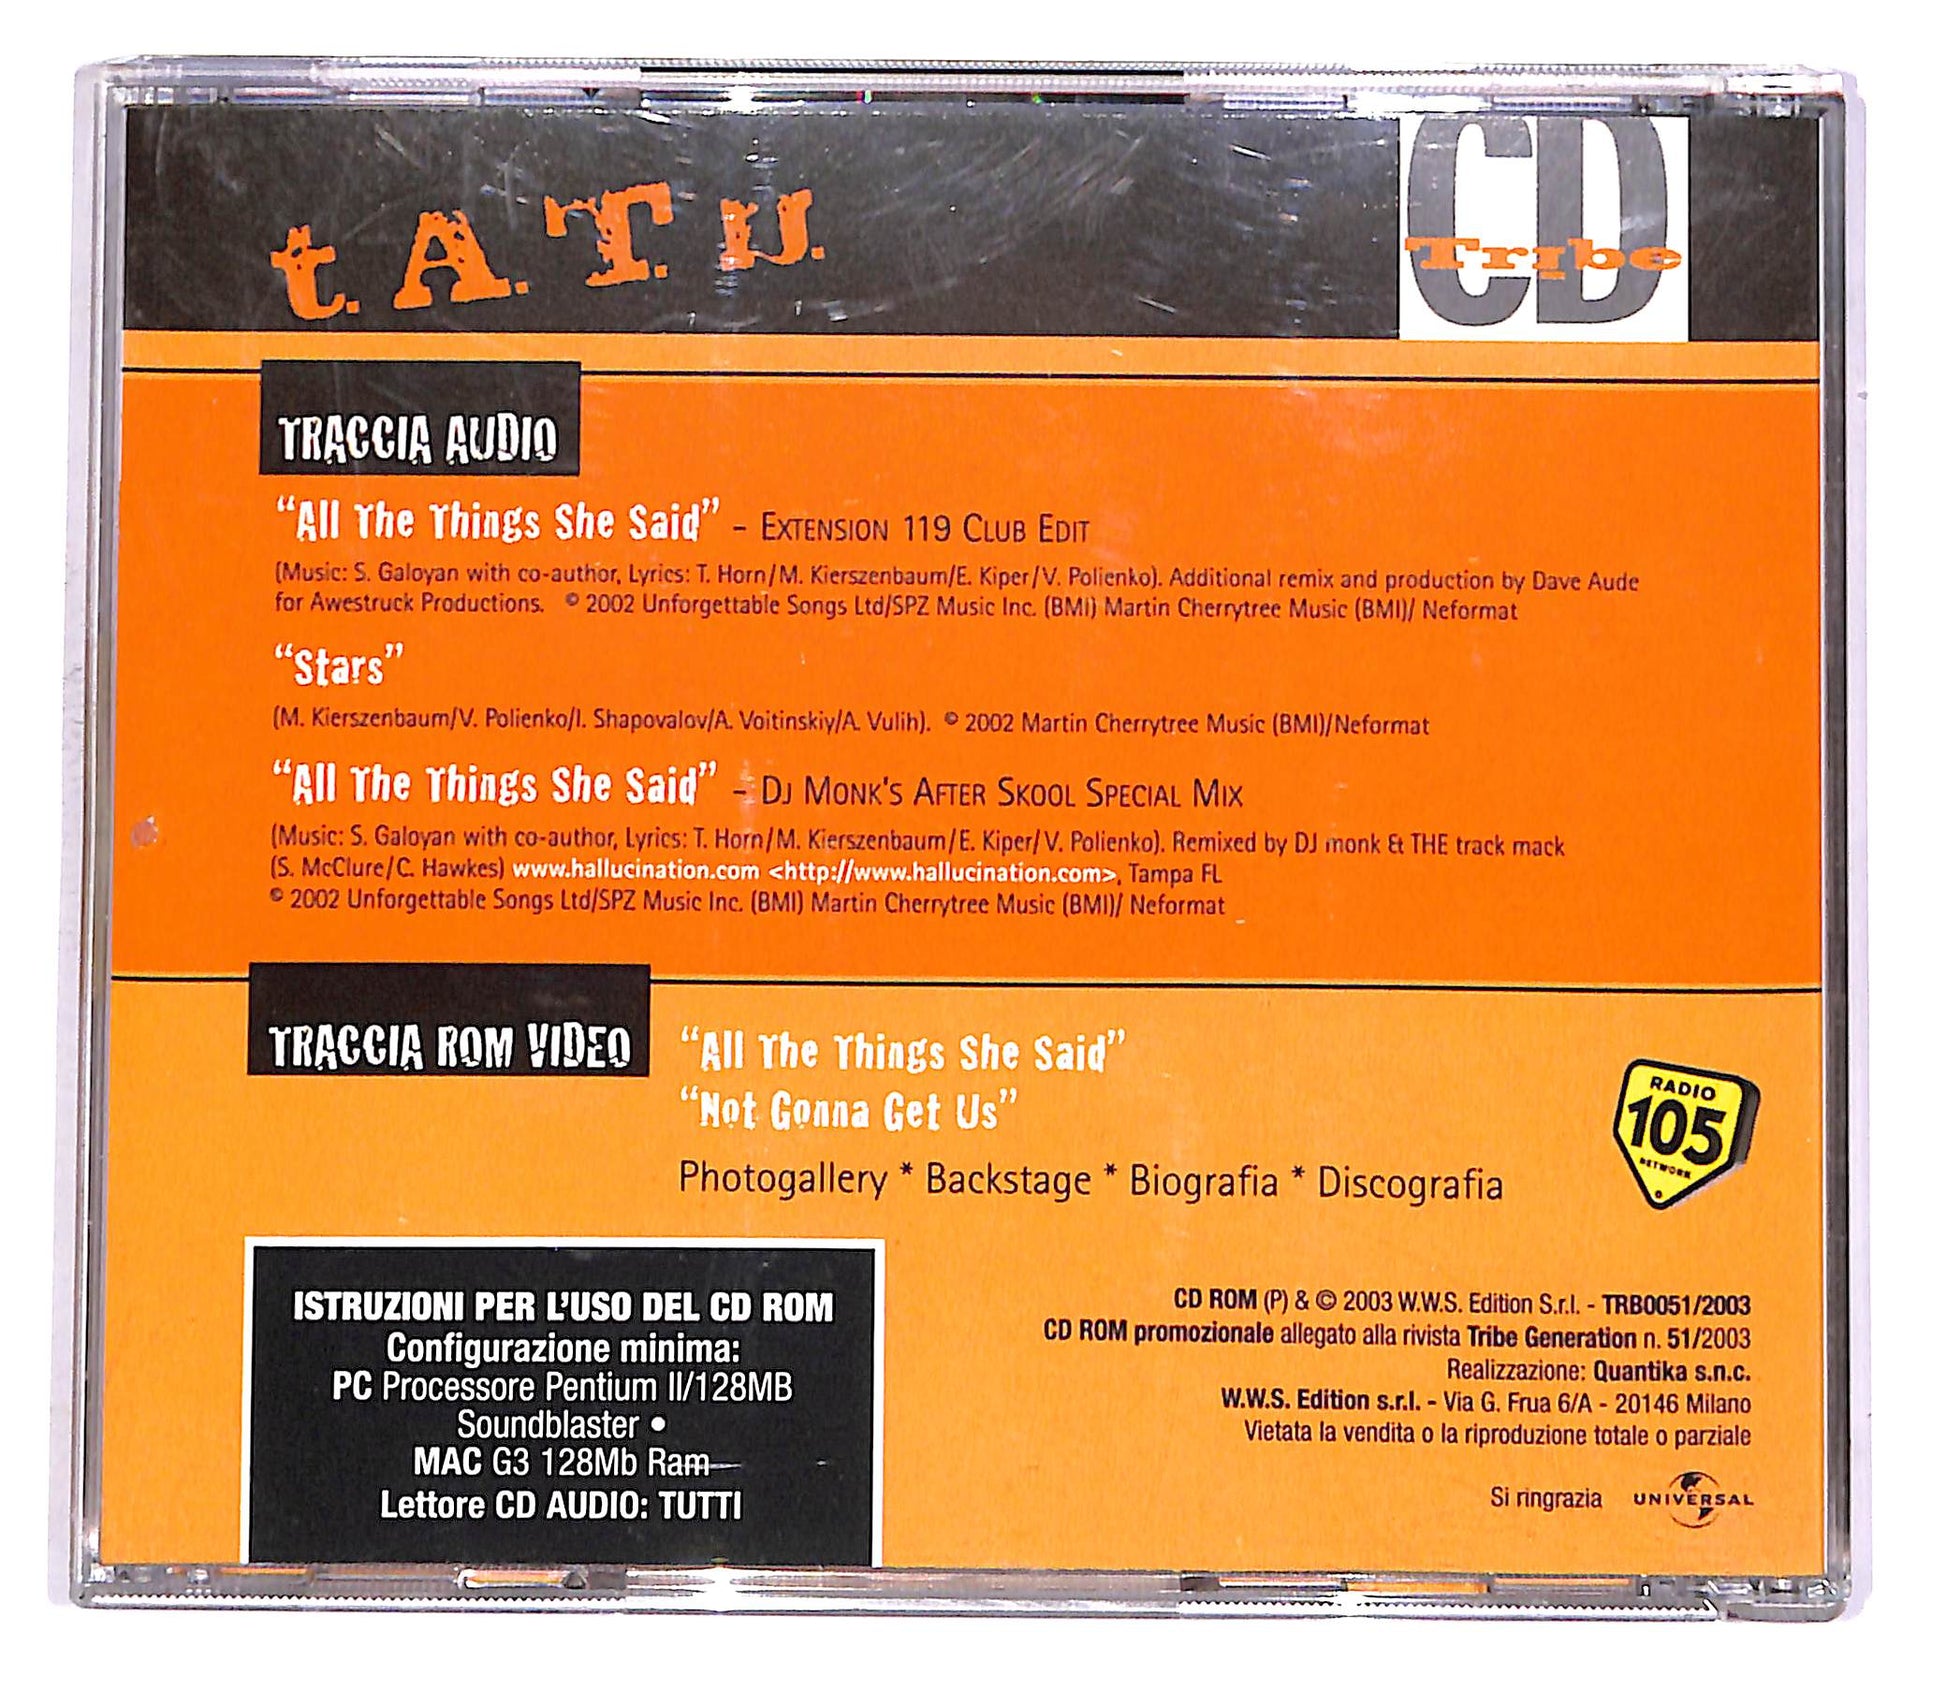 t.A.T.u.
CD
Tribe
TRACCIA AUDIO
“All The Things She Said” - EXTENSION 119 CLUB EDIT
(Music: S. Galoyan with co-author, Lyrics: T. Horn/M. Kierszenbaum/E. Kiper/V. Polienko). Additional remix and production by Dave Aude
for Awestruck Productions. © 2002 Unforgettable Songs Ltd/SPZ Music Inc. (BMI) Martin Cherrytree Music (BMI)/ Neformat
“Stars”
(M. Kierszenbaum/V. Polienko/I. Shapovalov/A. Voitinskiy/A. Vulih). © 2002 Martin Cherrytree Music (BMI)/Neformat
“All The Things She Said” - DJ MONK'S AFTER SKOOL SPECIAL MIX
(Music: S. Galoyan with co-author, Lyrics: T. Horn/M. Kierszenbaum/E. Kiper/V. Polienko). Remixed by DJ monk & THE track mack
(S. McClure/C. Hawkes) www.hallucination.com <http://www.hallucination.com>, Tampa FL
© 2002 Unforgettable Songs Ltd/SPZ Music Inc. (BMI) Martin Cherrytree Music (BMI)/ Neformat
TRACCIA ROM VIDEO
“All The Things She Said”
“Not Gonna Get Us”
Photogallery * Backstage * Biografia * Discografia
RADIO
105
NETWORK
ISTRUZIONI PER L'USO DEL CD ROM
Configurazione minima:
PC Processore Pentium II/128MB
Soundblaster •
MAC G3 128Mb Ram
Lettore CD AUDIO: TUTTI
CD ROM (P) & © 2003 W.W.S. Edition S.r.l. - TRB0051/2003
CD ROM promozionale allegato alla rivista Tribe Generation n. 51/2003
Realizzazione: Quantika s.n.c.
W.W.S. Edition s.r.l. - Via G. Frua 6/A - 20146 Milano
Vietata la vendita o la riproduzione totale o parziale
Si ringrazia UNIVERSAL